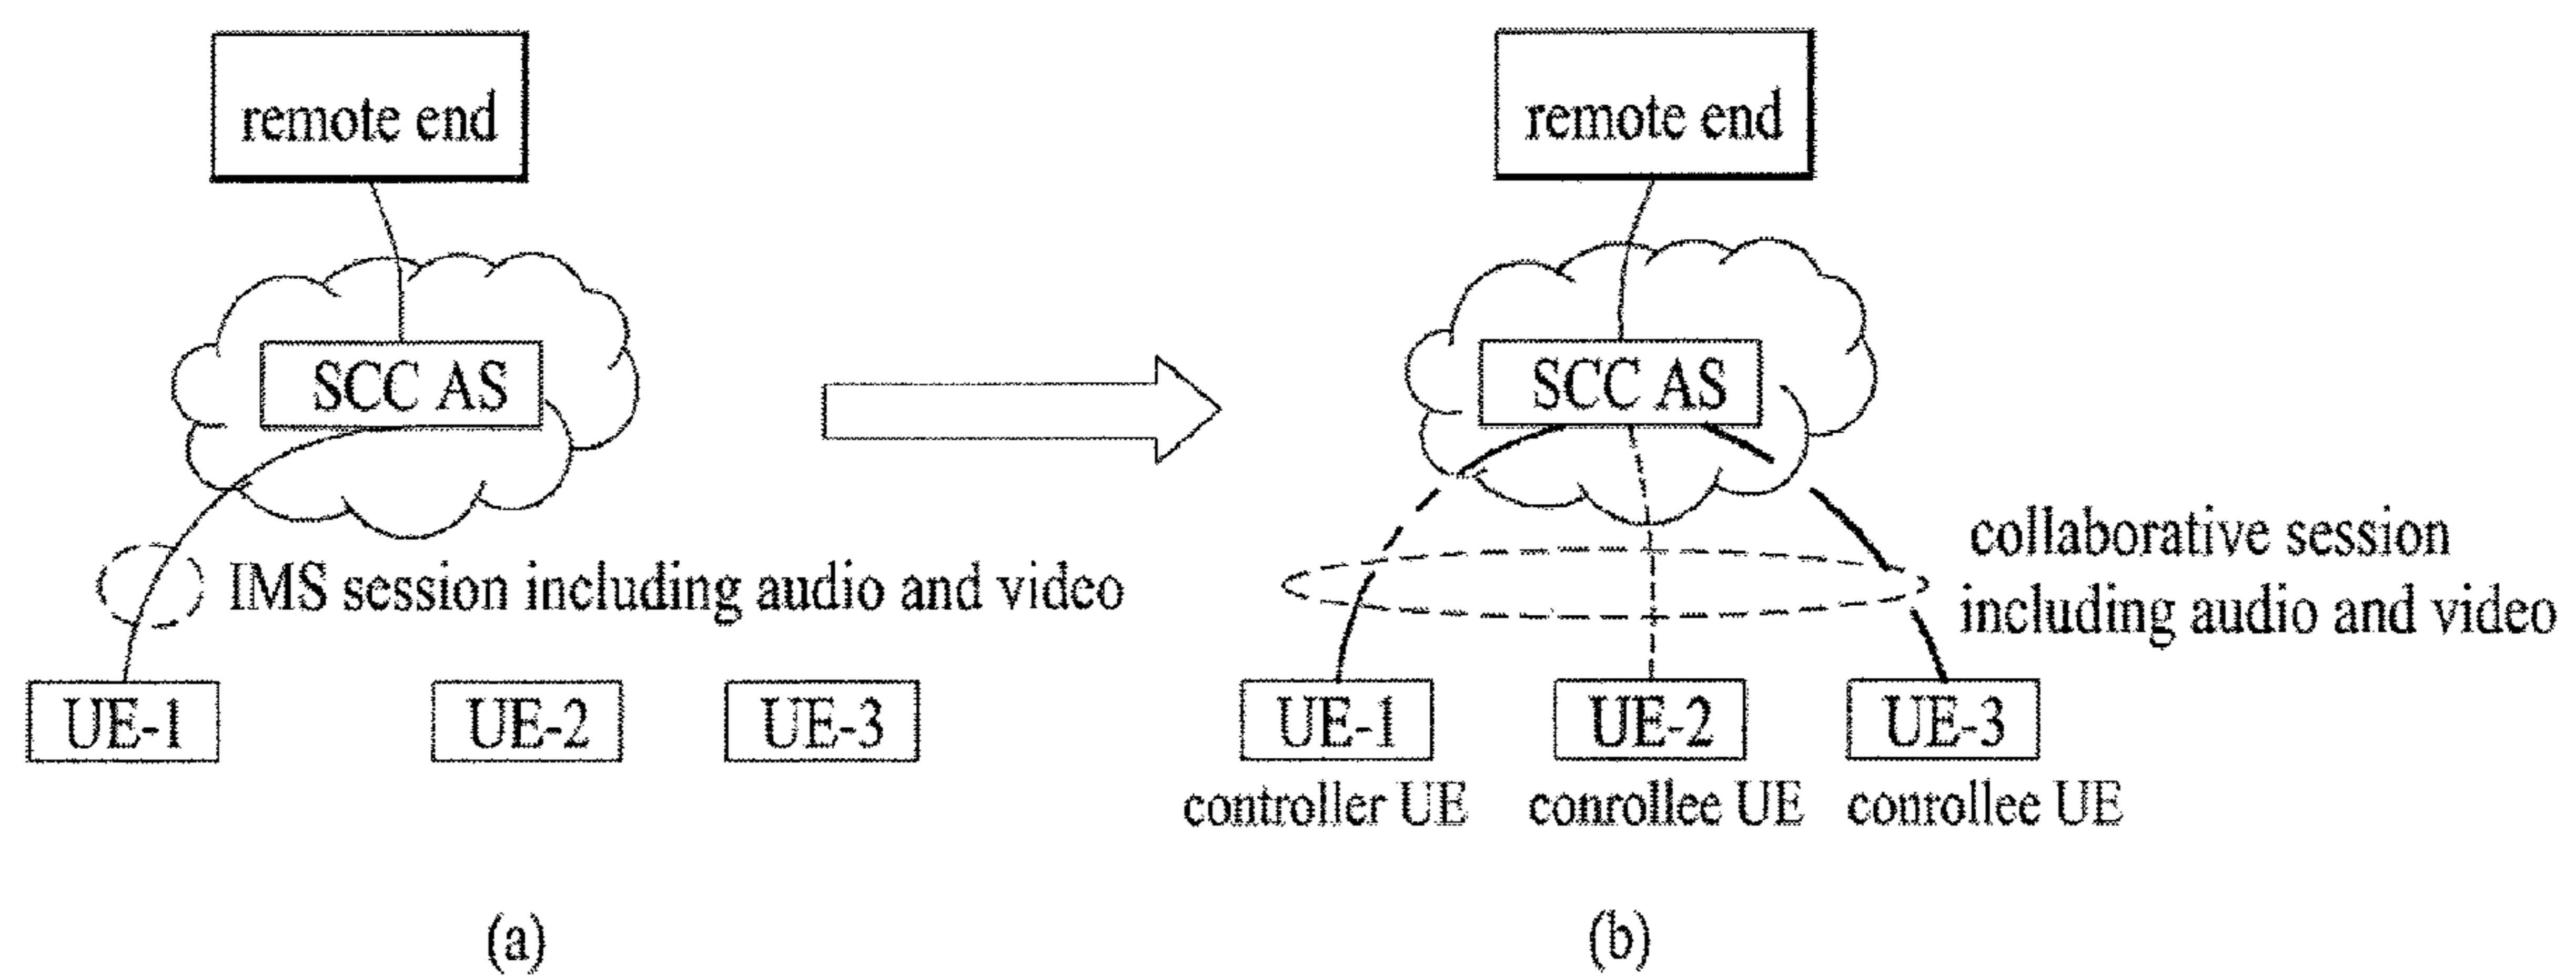 remote end
SCC AS
IMS session including audio and video
UE-1
UE-2
UE-3
(a)
remote end
SCC AS
collaborative session
including audio and video
UE-1
UE-2
UE-3
controller UE
conrollee UE
conrollee UE
(b)